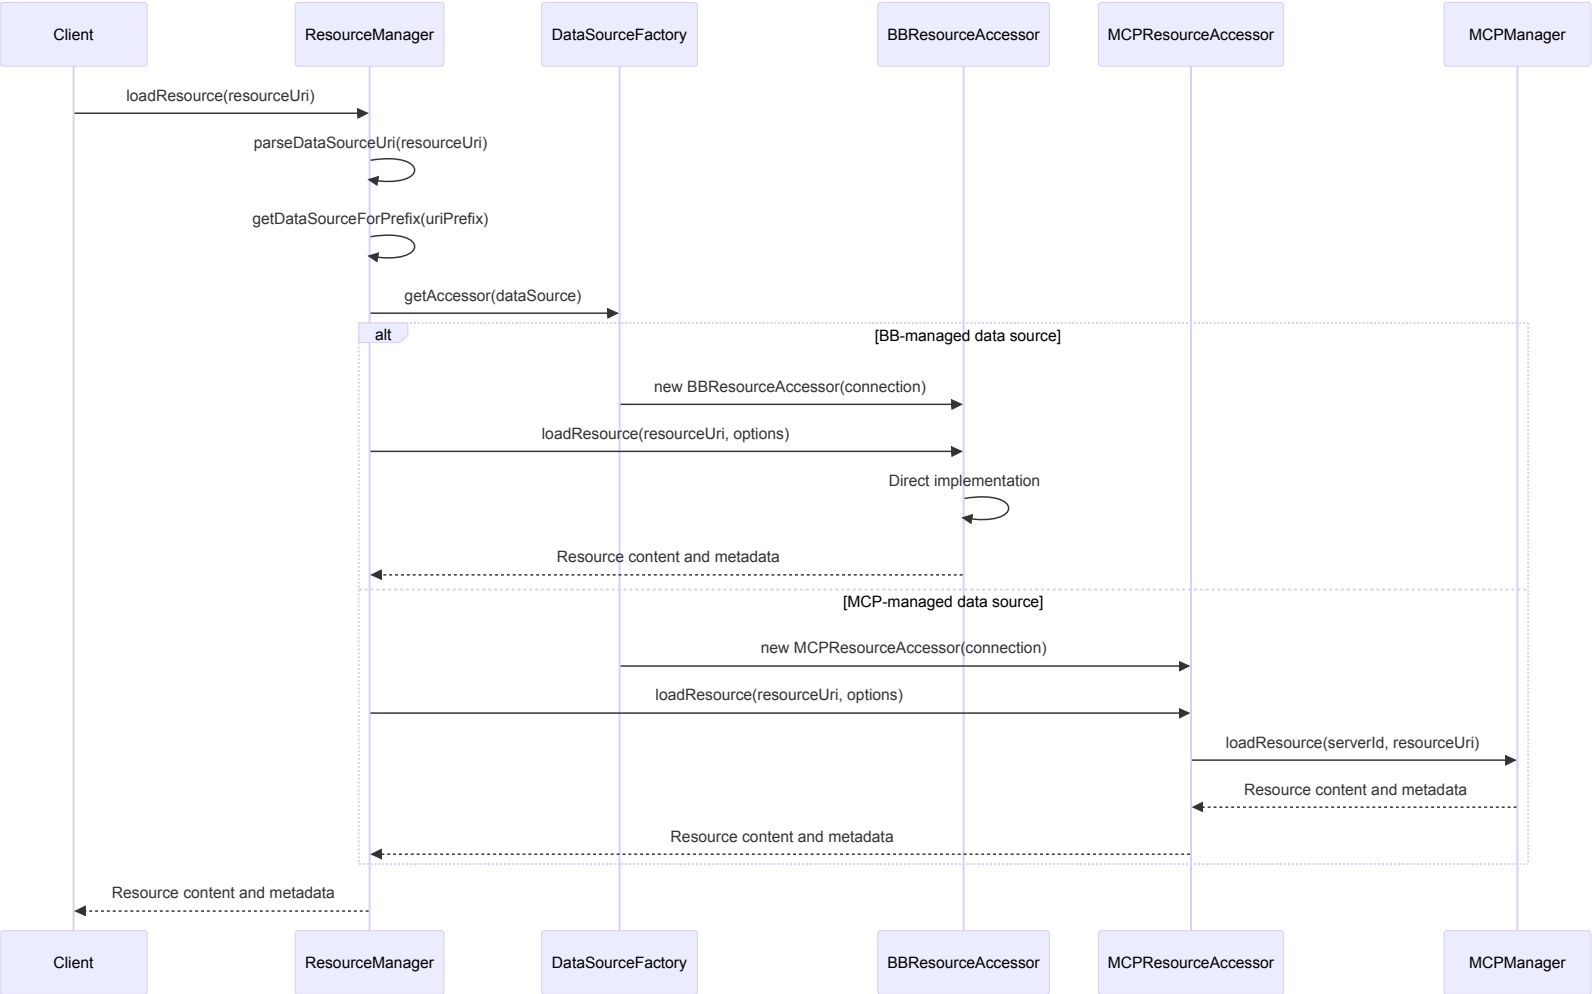 Client
ResourceManager
DataSourceFactory
BBResourceAccessor
MCPResourceAccessor
MCPManager
loadResource(resourceUri)
parseDataSourceUri(resourceUri)
getDataSourceForPrefix(uriPrefix)
getAccessor(dataSource)
alt
[BB-managed data source]
new BBResourceAccessor(connection)
loadResource(resourceUri, options)
Direct implementation
Resource content and metadata
[MCP-managed data source]
new MCPResourceAccessor(connection)
loadResource(resourceUri, options)
loadResource(serverId, resourceUri)
Resource content and metadata
Resource content and metadata
Resource content and metadata
Client
ResourceManager
DataSourceFactory
BBResourceAccessor
MCPResourceAccessor
MCPManager